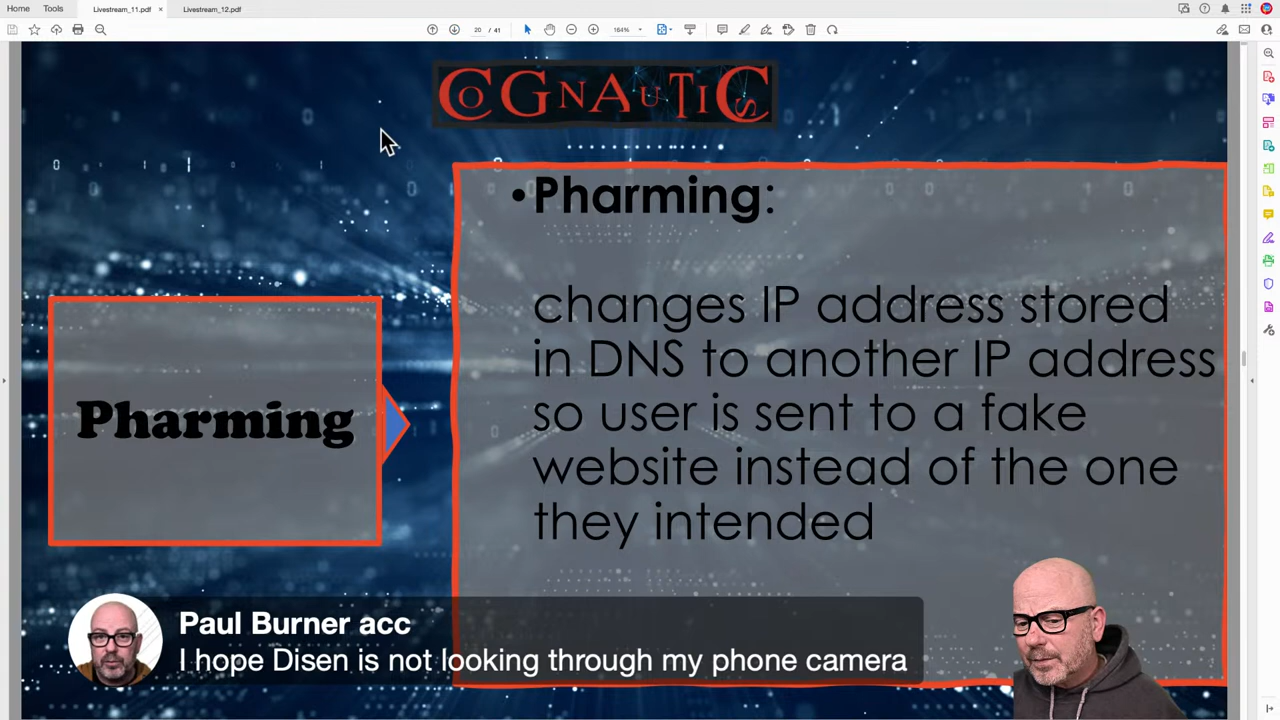 Home Tools Livestream_11.pdf × Livestream_12.pdf
20 / 41 164%
COGNAUTICS
•Pharming:
changes IP address stored
in DNS to another IP address
so user is sent to a fake
website instead of the one
they intended
Pharming
Paul Burner acc
I hope Disen is not looking through my phone camera